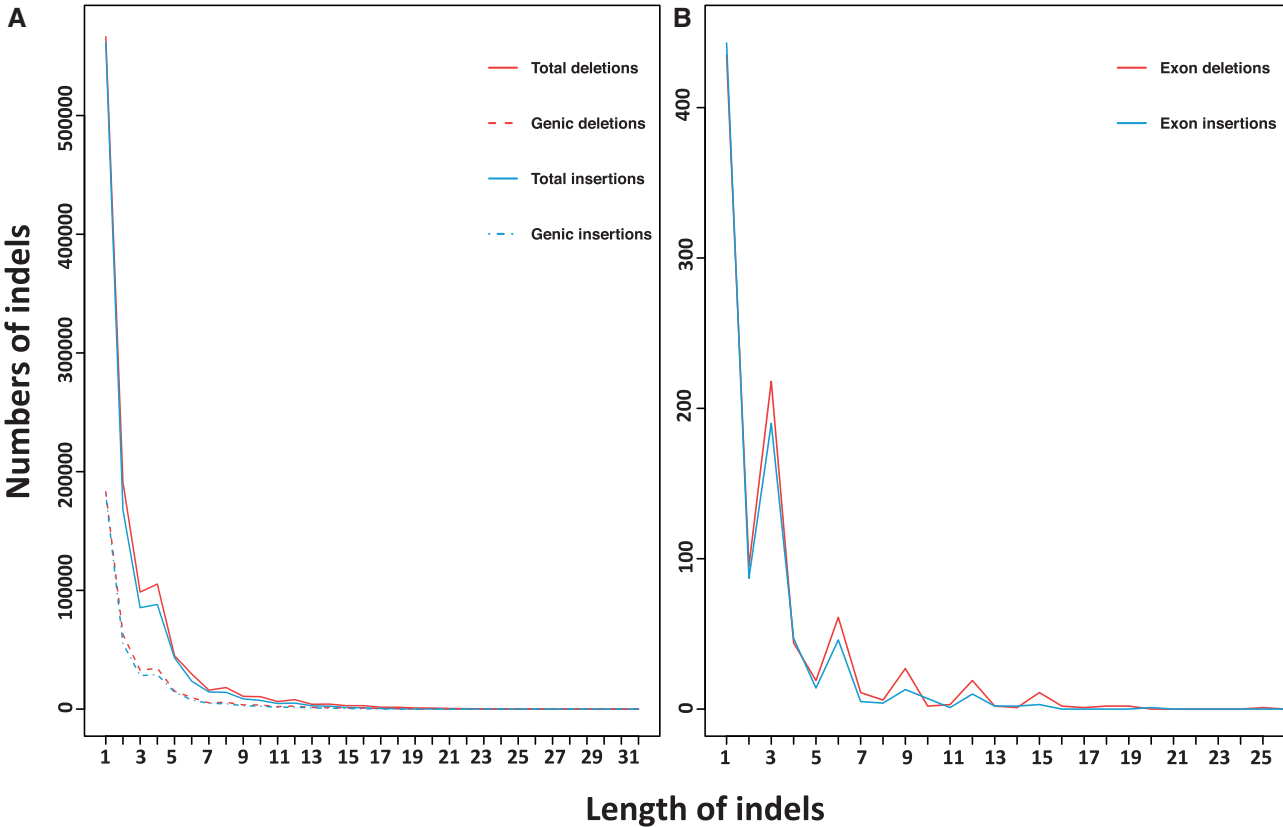 A
Numbers of indels
500000
400000
300000
200000
100000
0
Total deletions
Genic deletions
Total insertions
Genic insertions
1 3 5 7 9 11 13 15 17 19 21 23 25 27 29 31
B
400
300
200
100
0
Exon deletions
Exon insertions
1 3 5 7 9 11 13 15 17 19 21 23 25
Length of indels